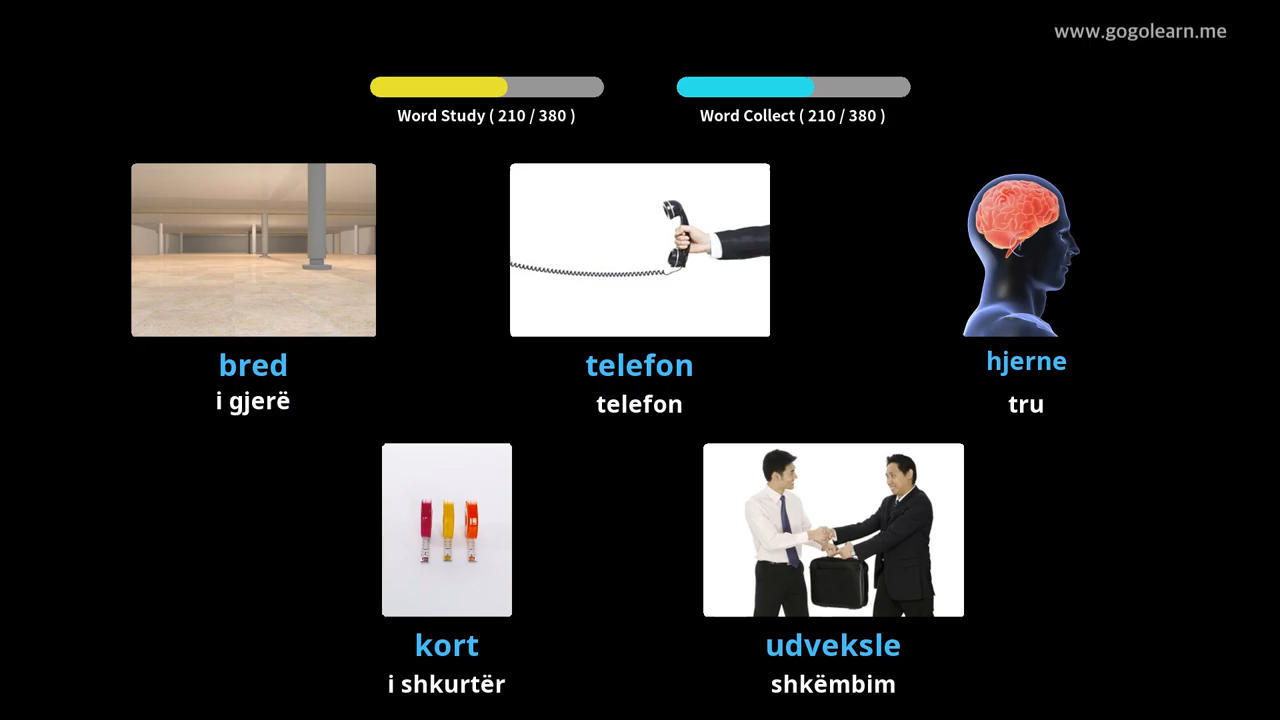 www.gogolearn.me
Word Study ( 210 / 380 )
Word Collect ( 210 / 380 )
bred
i gjerë
telefon
telefon
hjerne
tru
kort
i shkurtër
udveksle
shkëmbim